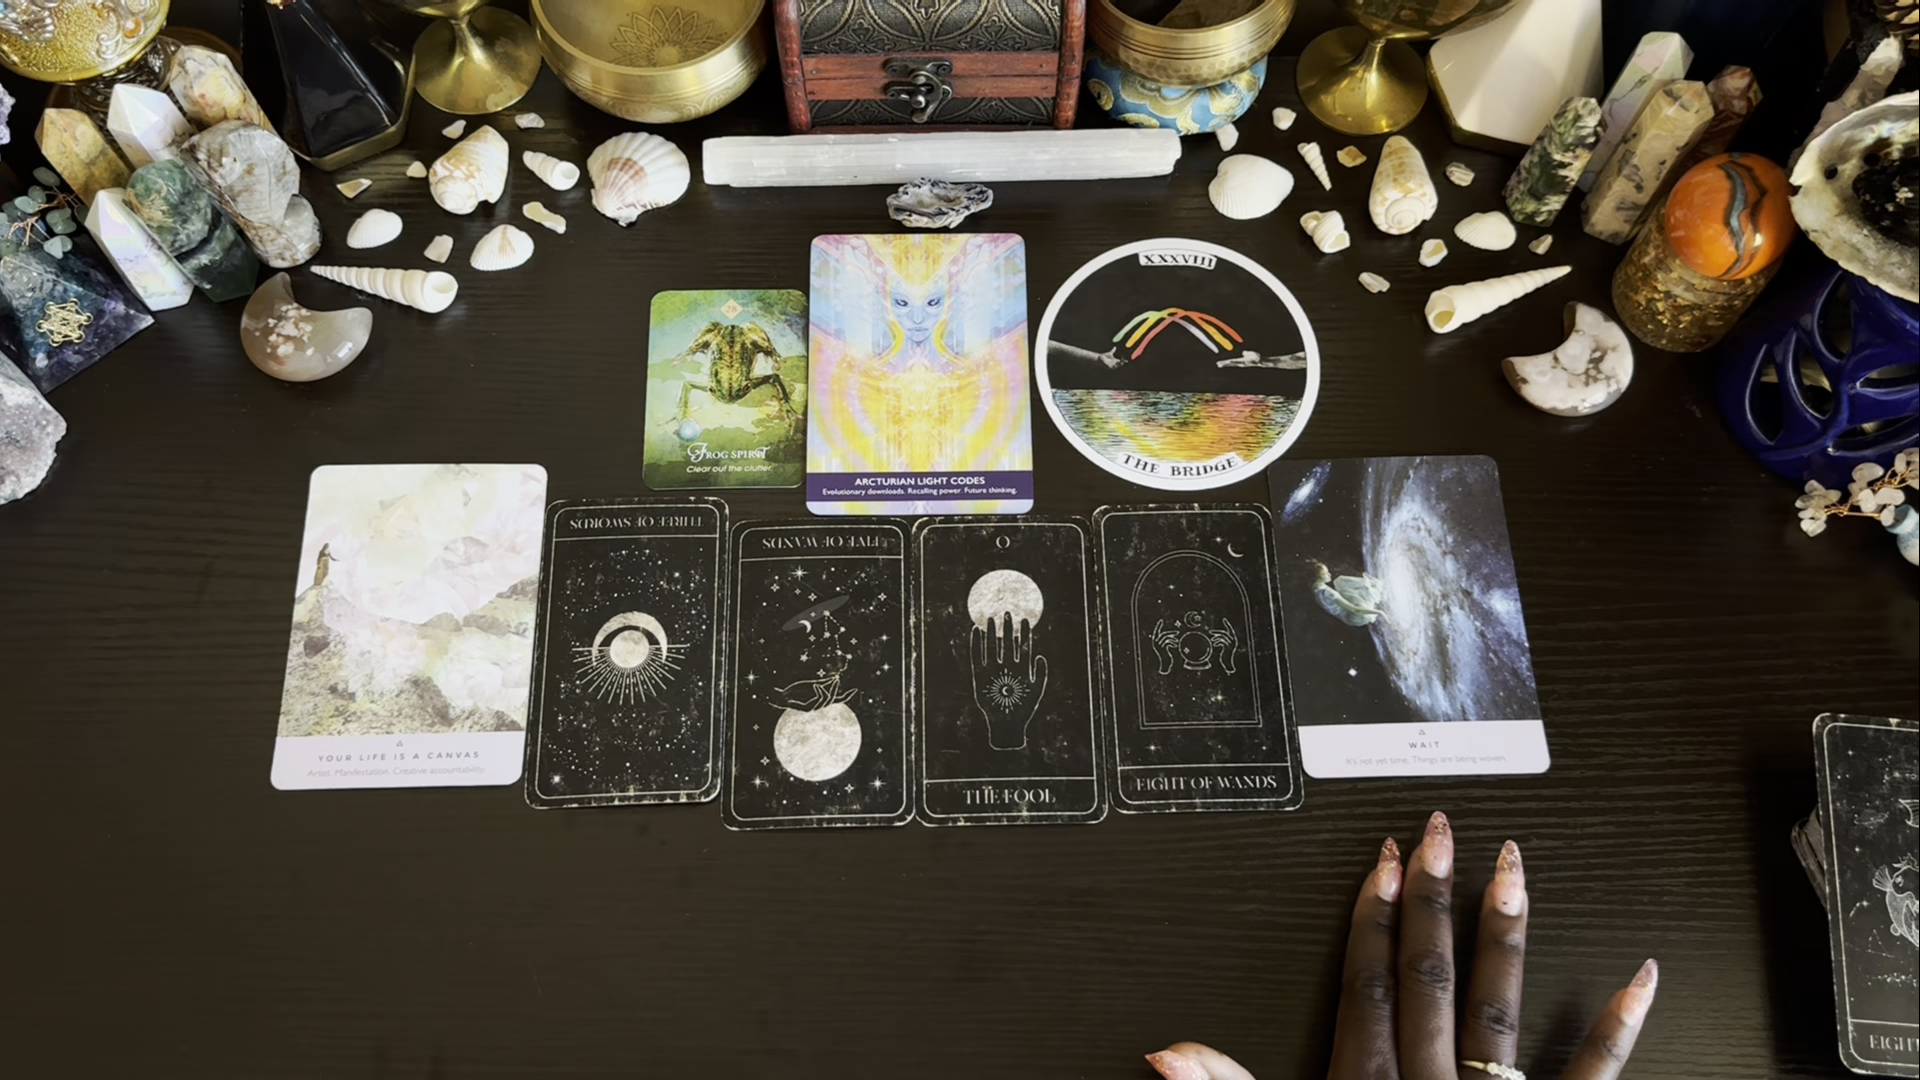 XXXVIII
28
FROG SPIRIT
Clear out the clutter.
ARCTURIAN LIGHT CODES
Evolutionary downloads. Recalling power. Future thinking.
THE BRIDGE
THREE OF SWORDS
FIVE OF WANDS
0
YOUR LIFE IS A CANVAS
Artist. Manifestation. Creative accountability.
THE FOOL
EIGHT OF WANDS
WAIT
It's not yet time. Things are being woven.
EIGHT